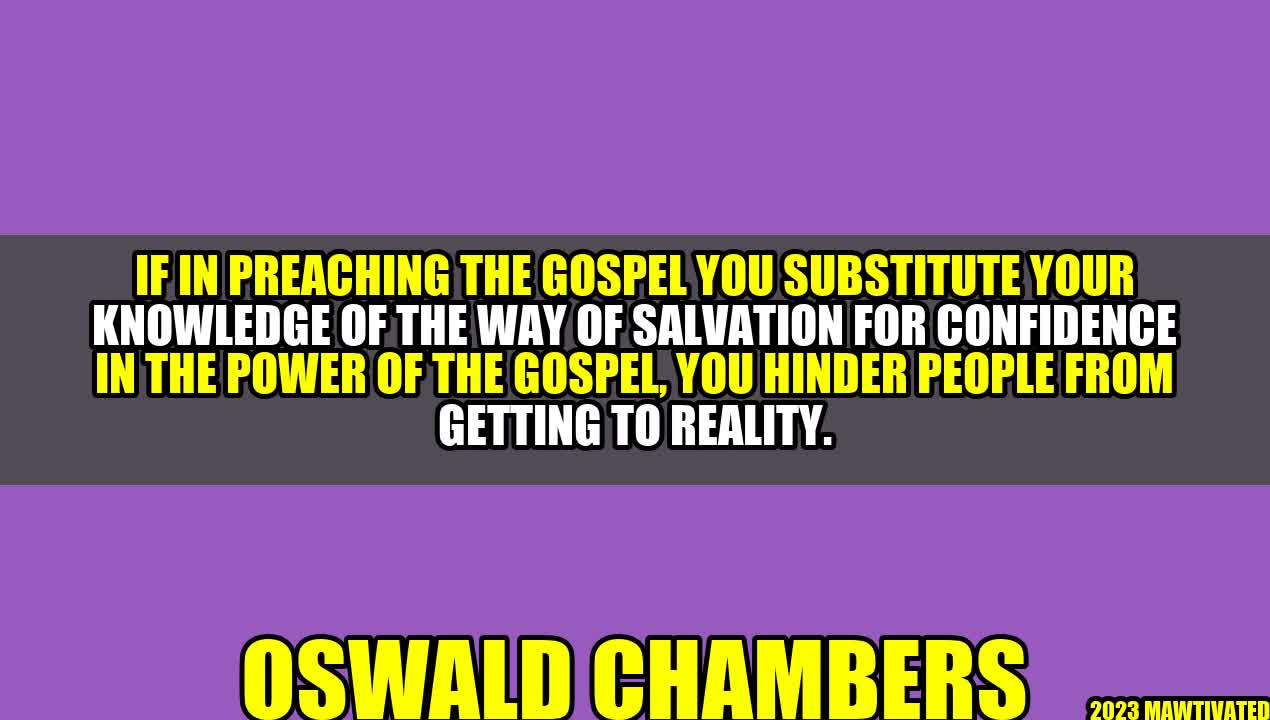 IF IN PREACHING THE GOSPEL YOU SUBSTITUTE YOUR
KNOWLEDGE OF THE WAY OF SALVATION FOR CONFIDENCE
IN THE POWER OF THE GOSPEL, YOU HINDER PEOPLE FROM
GETTING TO REALITY.
OSWALD CHAMBERS
2023 MAWTIVATED